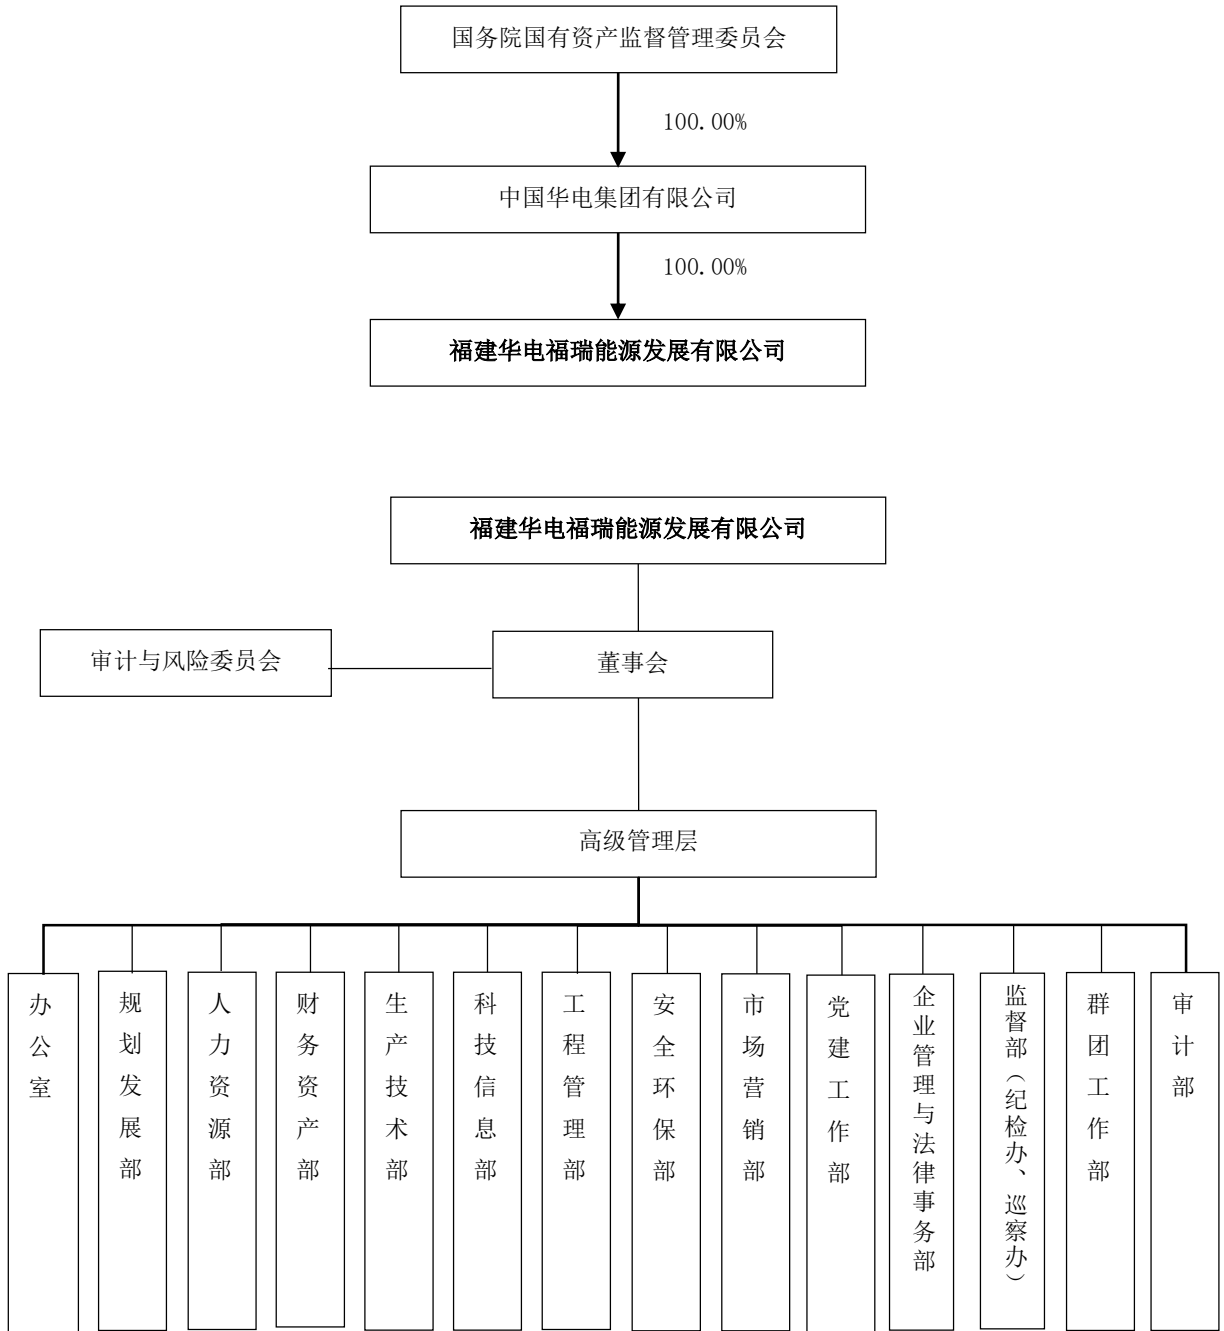 国务院国有资产监督管理委员会
100.00%
中国华电集团有限公司
100.00%
福建华电福瑞能源发展有限公司
福建华电福瑞能源发展有限公司
审计与风险委员会
董事会
高级管理层
办公室
规划发展部
人力资源部
财务资产部
生产技术部
科技信息部
工程管理部
安全环保部
市场营销部
党建工作部
企业管理与法律事务部
监督部（纪检办、巡察办）
群团工作部
审计部